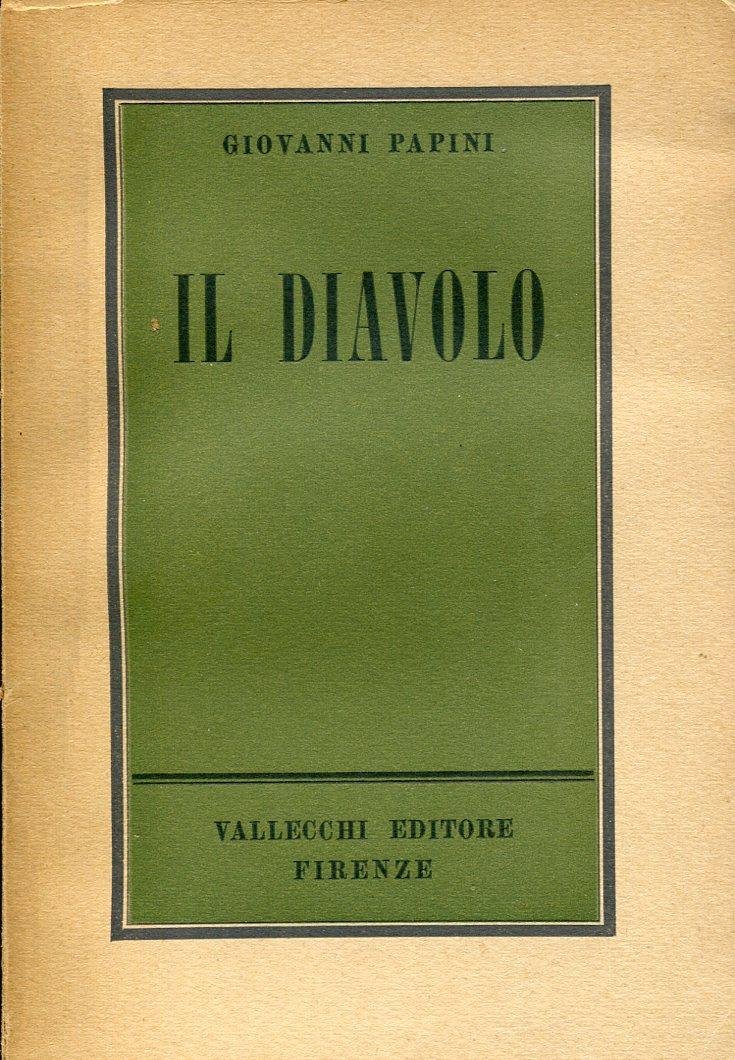 GIOVANNI PAPINI
IL DIAVOLO
VALLECCHI EDITORE
FIRENZE